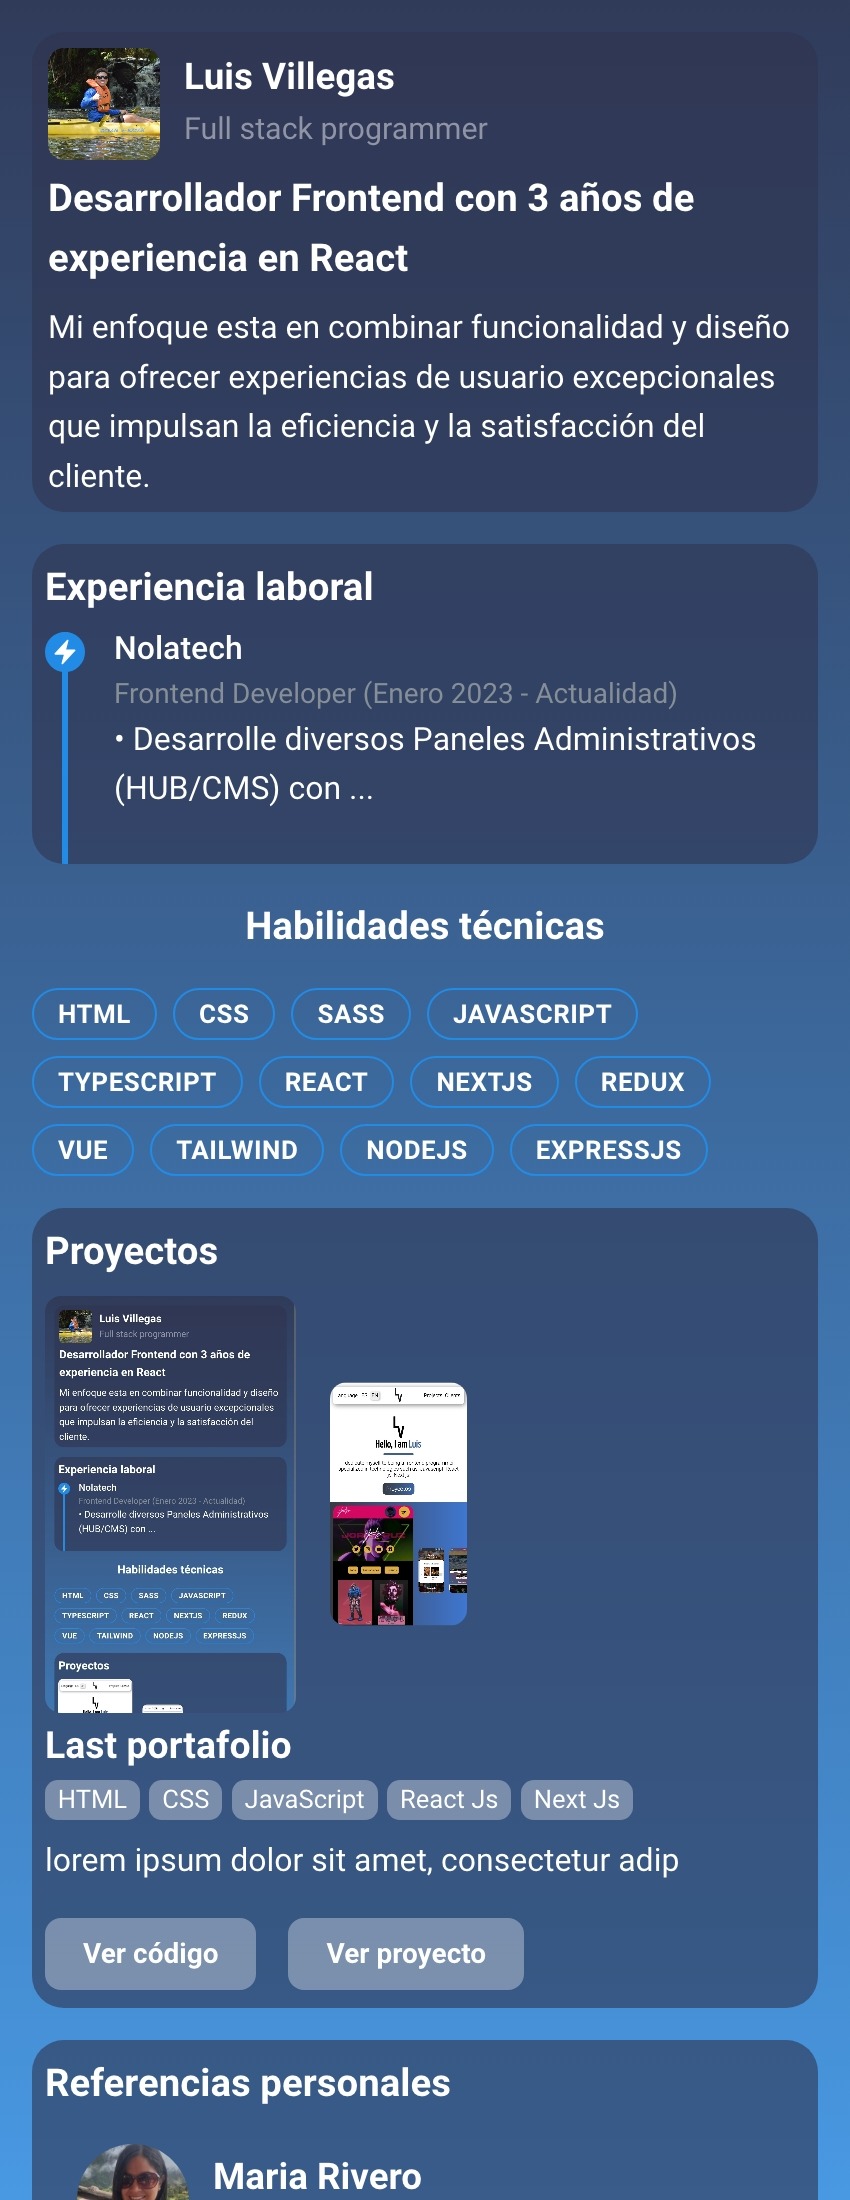 Luis Villegas
Full stack programmer
Desarrollador Frontend con 3 años de
experiencia en React
Mi enfoque esta en combinar funcionalidad y diseño
para ofrecer experiencias de usuario excepcionales
que impulsan la eficiencia y la satisfacción del
cliente.
Experiencia laboral
Nolatech
Frontend Developer (Enero 2023 - Actualidad)
• Desarrolle diversos Paneles Administrativos
(HUB/CMS) con ...
Habilidades técnicas
HTML CSS SASS JAVASCRIPT
TYPESCRIPT REACT NEXTJS REDUX
VUE TAILWIND NODEJS EXPRESSJS
Proyectos
Luis Villegas
Full stack programmer
Desarrollador Frontend con 3 años de
experiencia en React
Mi enfoque esta en combinar funcionalidad y diseño
para ofrecer experiencias de usuario excepcionales
que impulsan la eficiencia y la satisfacción del
cliente.
Experiencia laboral
Nolatech
Frontend Developer (Enero 2023 - Actualidad)
• Desarrolle diversos Paneles Administrativos
(HUB/CMS) con ...
Habilidades técnicas
HTML CSS SASS JAVASCRIPT
TYPESCRIPT REACT NEXTJS REDUX
VUE TAILWIND NODEJS EXPRESSJS
Proyectos
Hello, I am Luis
Proyectos
Last portafolio
HTML CSS JavaScript React Js Next Js
lorem ipsum dolor sit amet, consectetur adip
Ver código Ver proyecto
Referencias personales
Maria Rivero